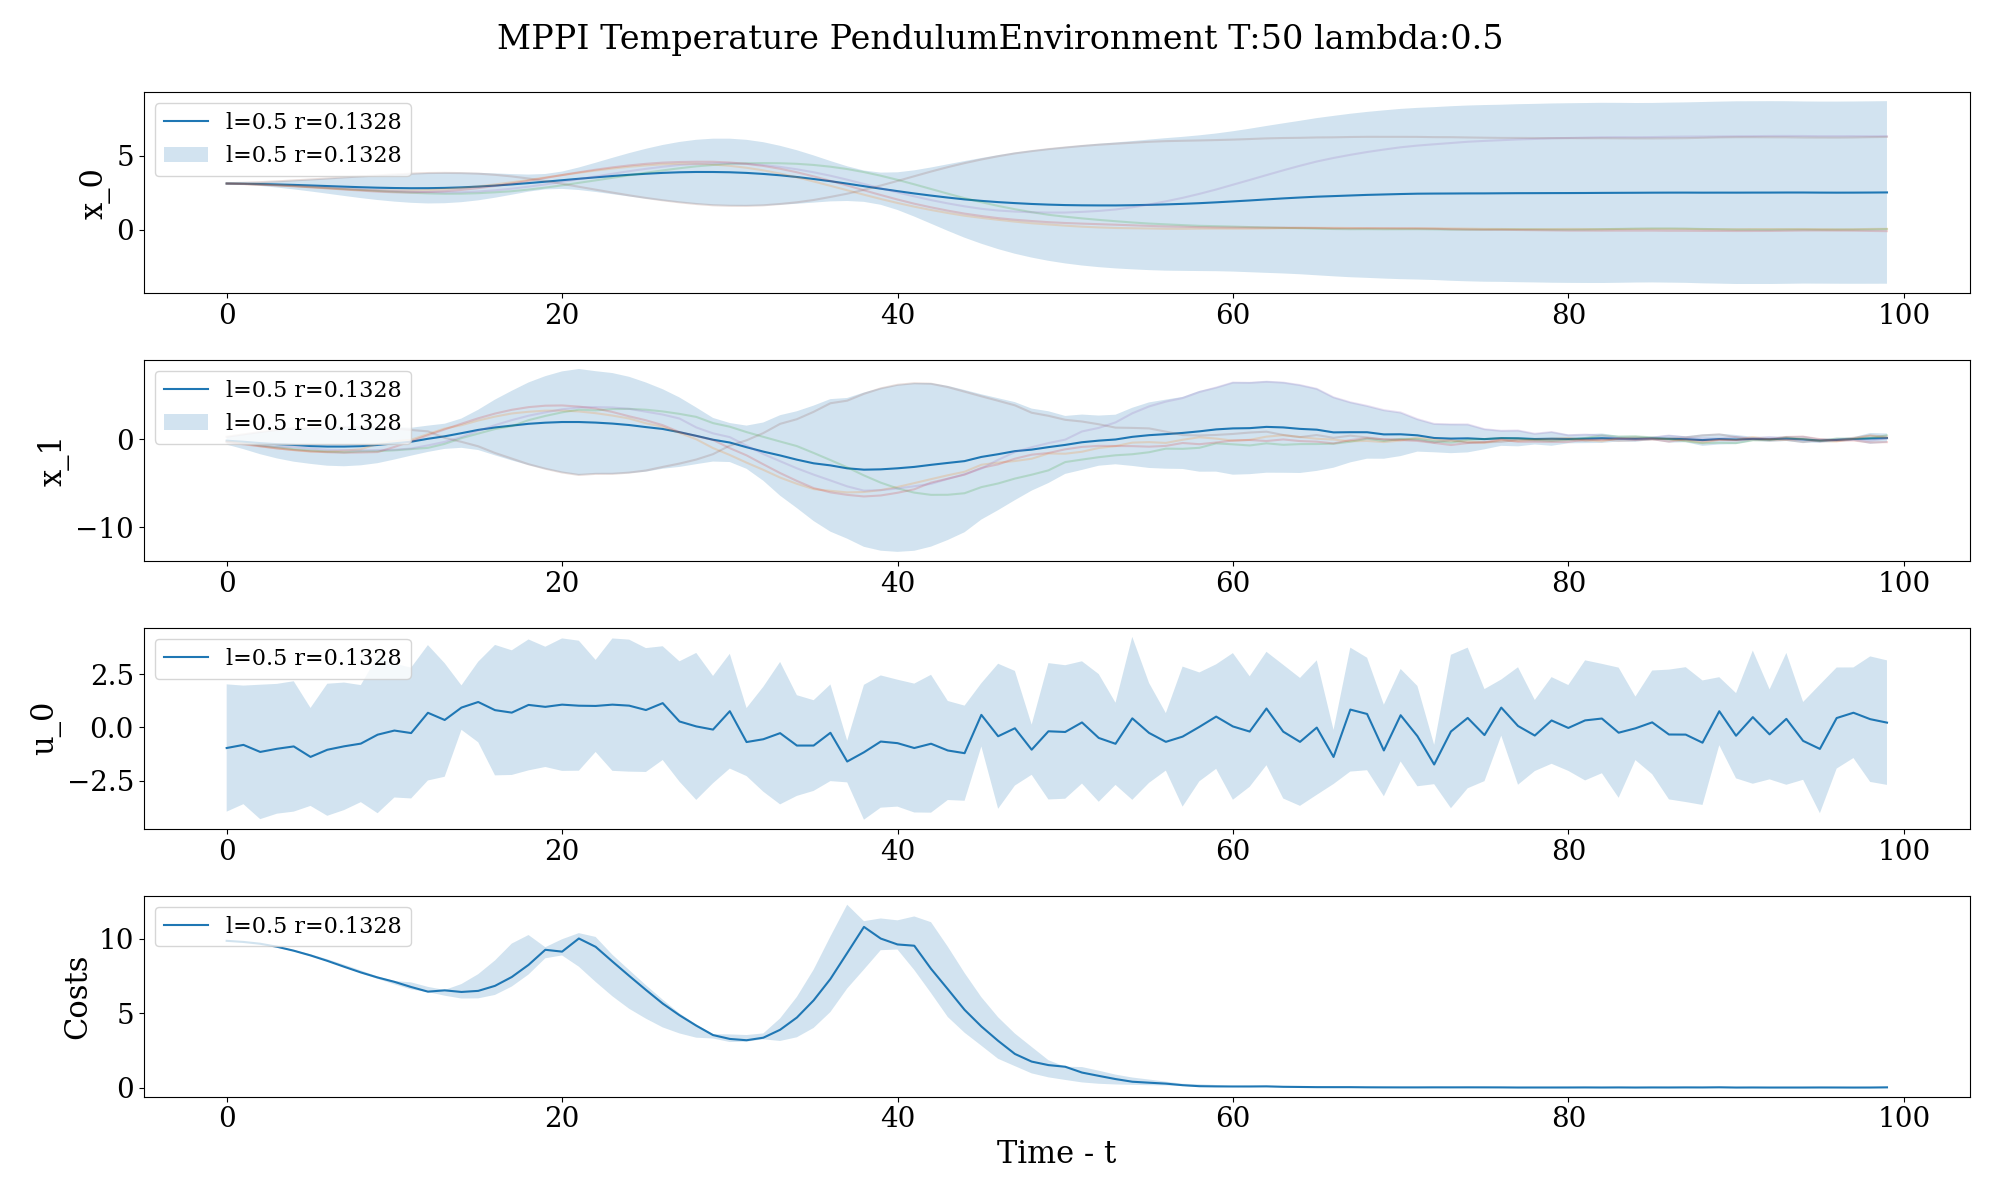 MPPI Temperature PendulumEnvironment T:50 lambda:0.5
l=0.5 r=0.1328
l=0.5 r=0.1328
x_0
5
0
0 20 40 60 80 100
l=0.5 r=0.1328
l=0.5 r=0.1328
x_1
0
−10
0 20 40 60 80 100
l=0.5 r=0.1328
u_0
2.5
0.0
−2.5
0 20 40 60 80 100
l=0.5 r=0.1328
Costs
10
5
0
0 20 40 60 80 100
Time - t